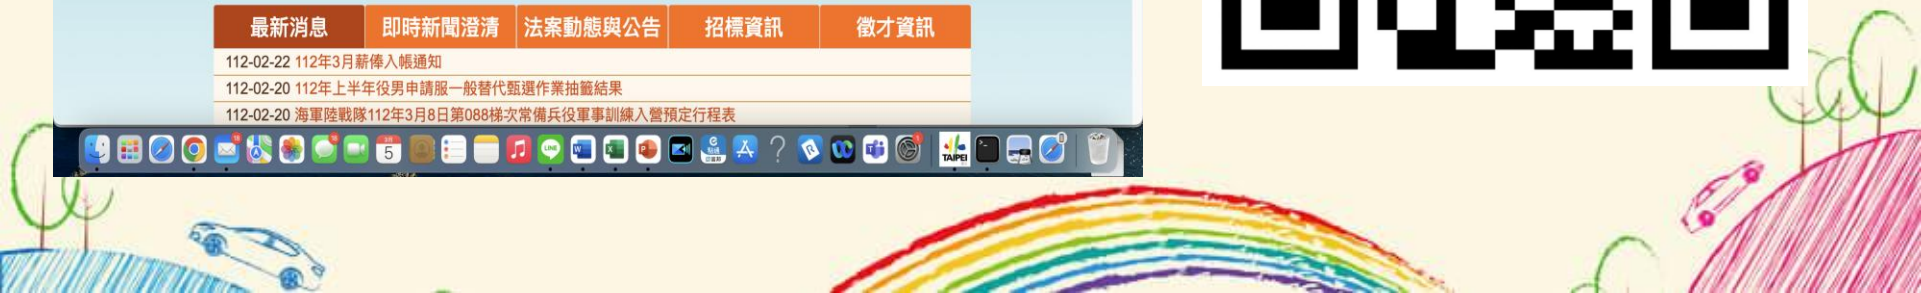 最新消息 即時新聞澄清 法案動態與公告 招標資訊 徵才資訊
112-02-22 112年3月薪俸入帳通知
112-02-20 112年上半年役男申請服一般替代甄選作業抽籤結果
112-02-20 海軍陸戰隊112年3月8日第088梯次常備兵役軍事訓練入營預定行程表
5
LINE
TAIPEI